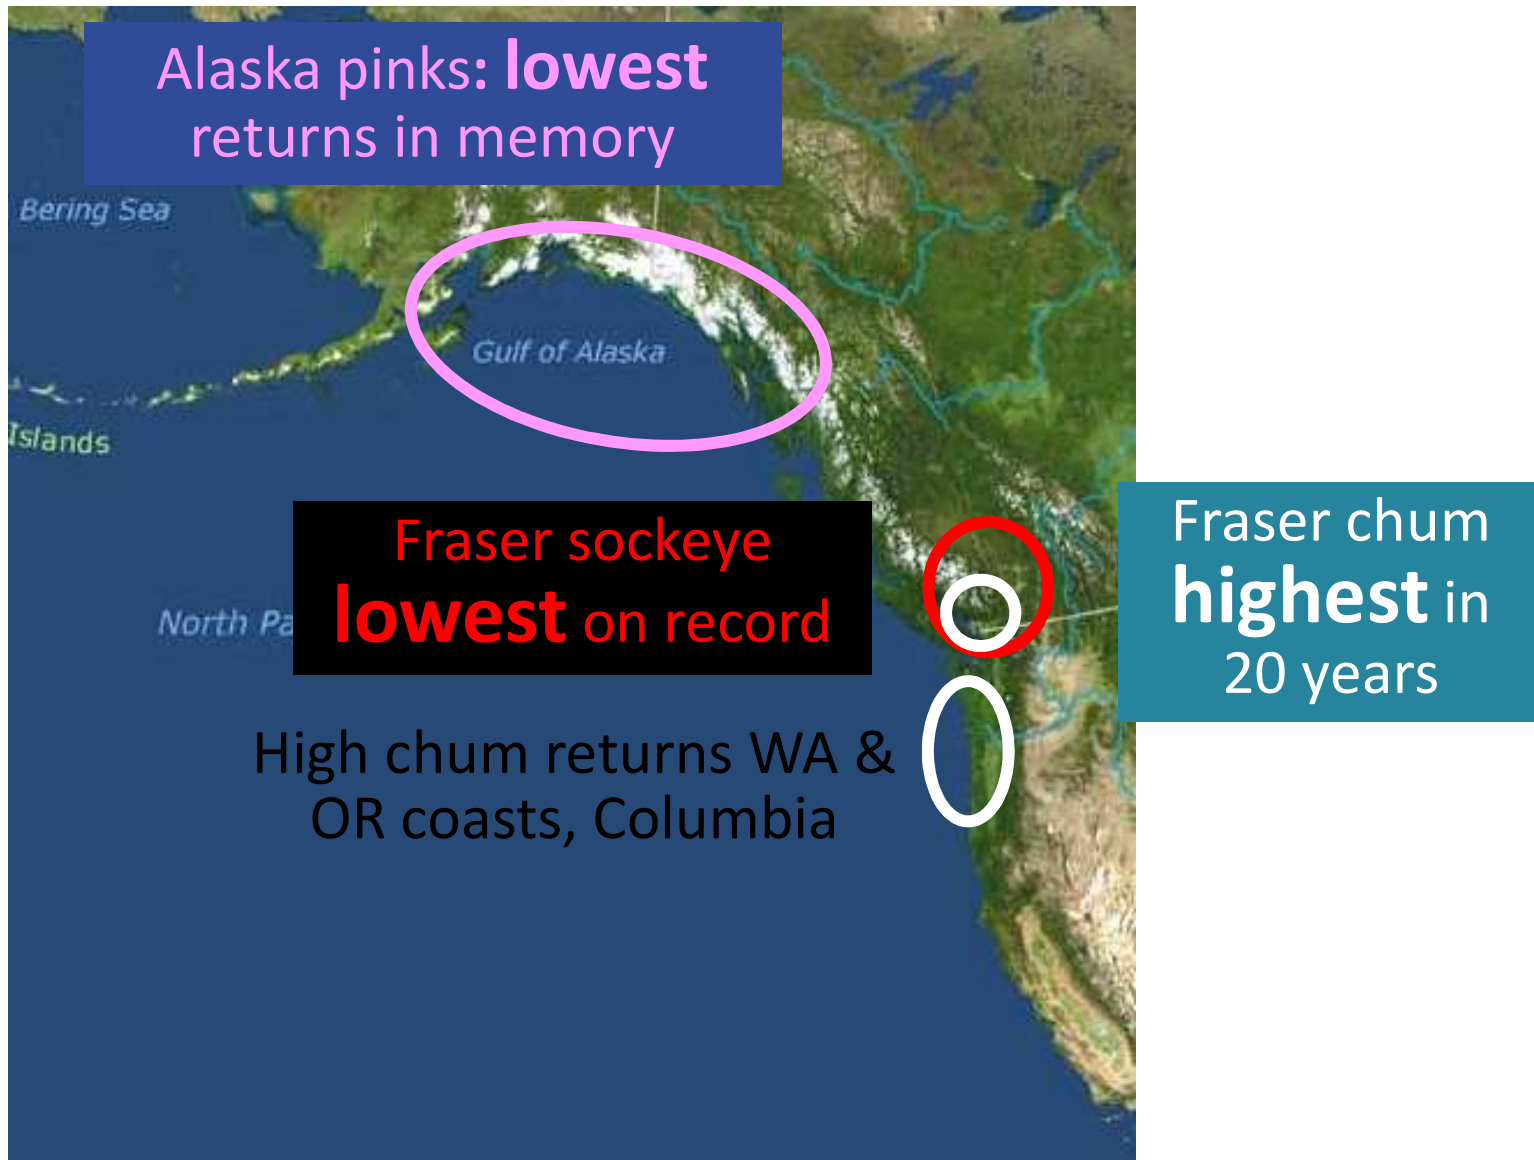 Alaska pinks: lowest
returns in memory
Bering Sea
Gulf of Alaska
Islands
Fraser sockeye
lowest on record
North Pa
Fraser chum
highest in
20 years
High chum returns WA &
OR coasts, Columbia